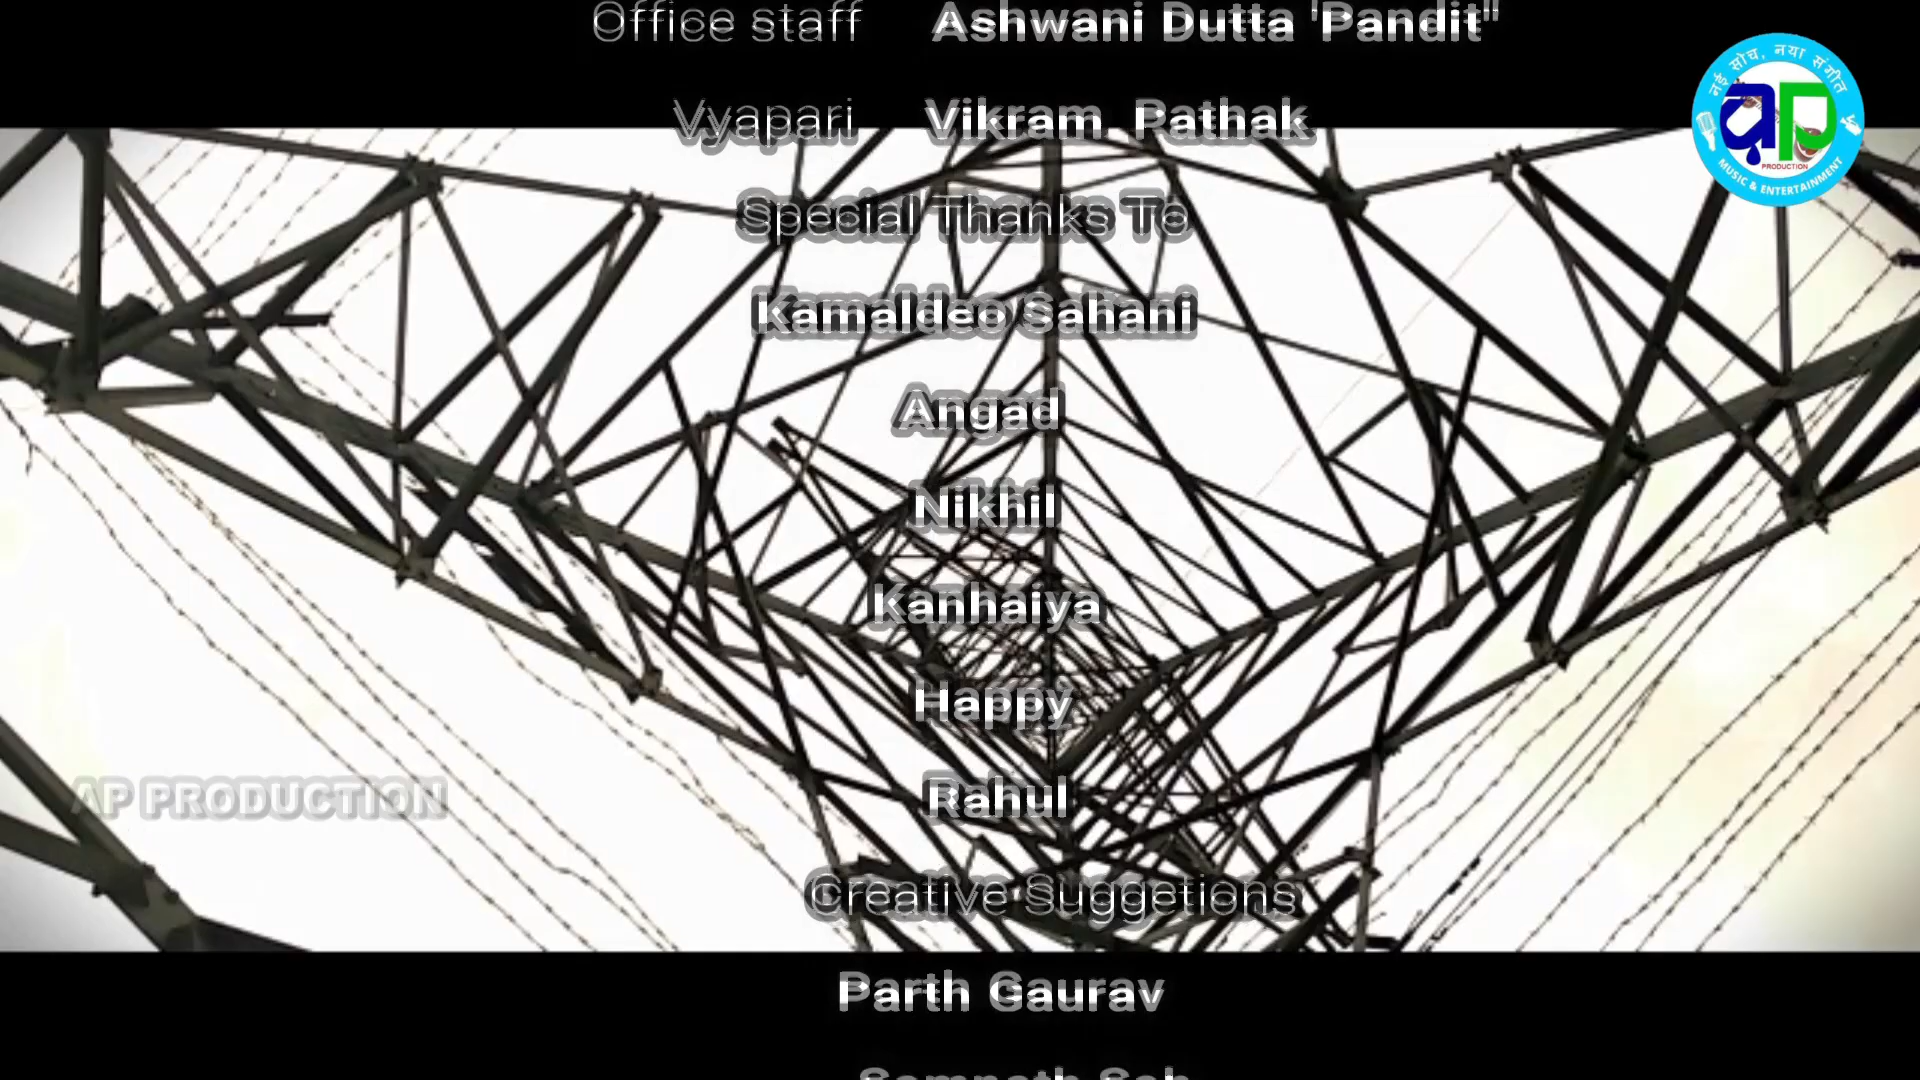 Office staff Ashwani Dutta 'Pandit"
Vyapari Vikram Pathak
Special Thanks To
Kamaldeo Sahani
Angad
Nikhil
Kanhaiya
Happy
Rahul
Creative Suggetions
Parth Gaurav
नई सोच, नया संगीत
ap
PRODUCTION
MUSIC & ENTERTAINMENT
AP PRODUCTION